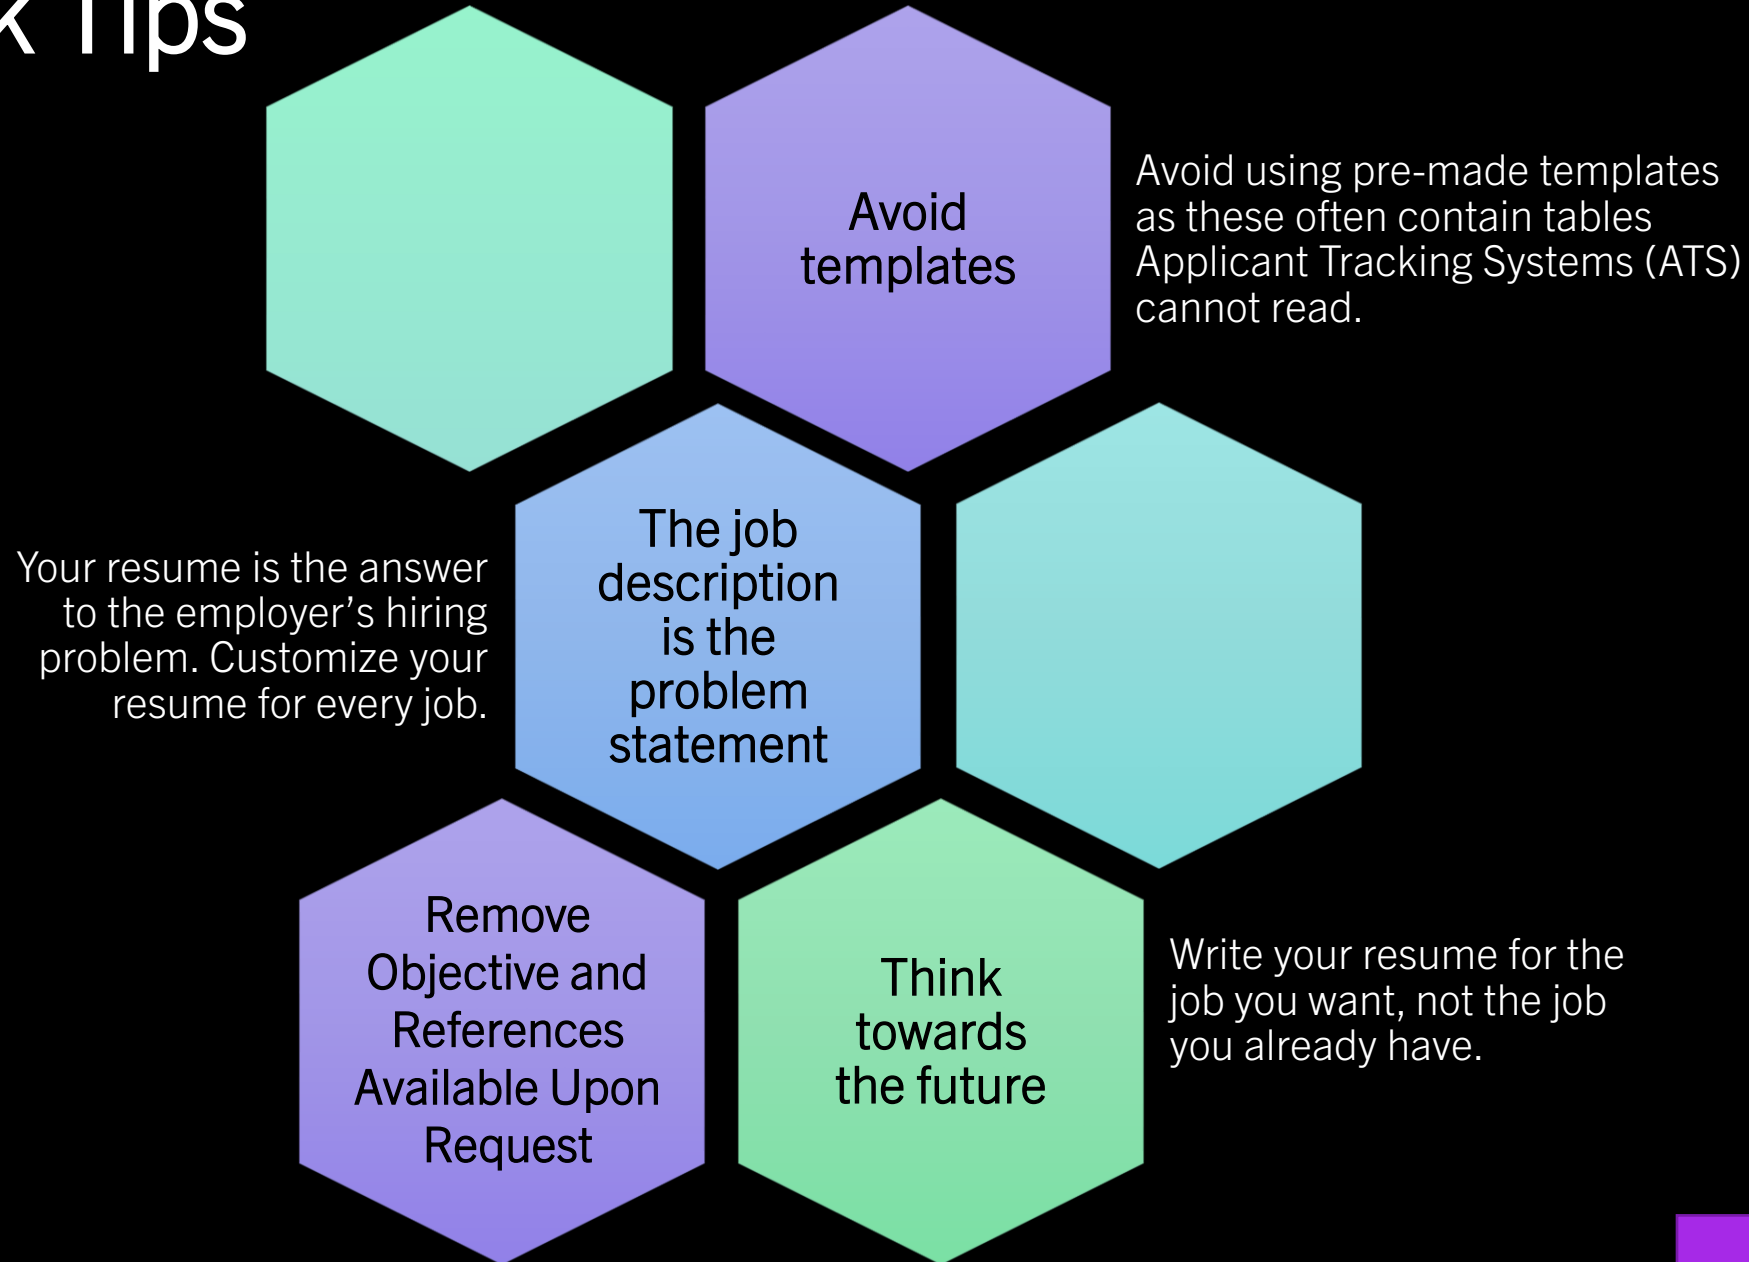 k Tips
Avoid
templates
Avoid using pre-made templates
as these often contain tables
Applicant Tracking Systems (ATS)
cannot read.
Your resume is the answer
to the employer’s hiring
problem. Customize your
resume for every job.
The job
description
is the
problem
statement
Remove
Objective and
References
Available Upon
Request
Think
towards
the future
Write your resume for the
job you want, not the job
you already have.